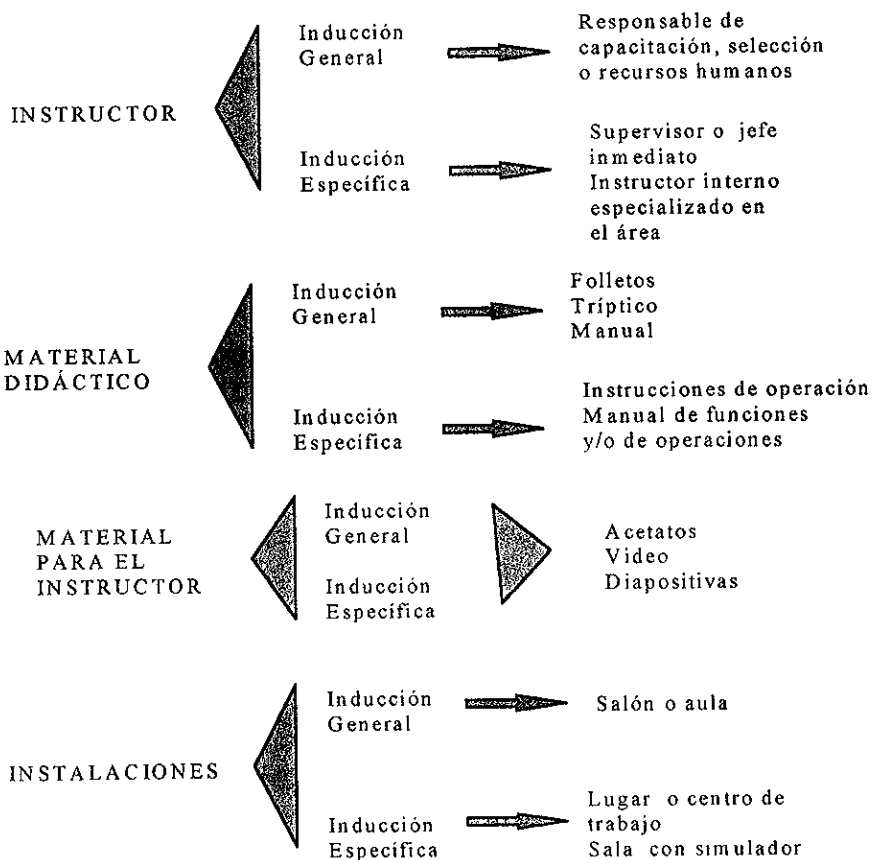 INSTRUCTOR
Inducción
General
Responsable de
capacitación, selección
o recursos humanos
Inducción
Específica
Supervisor o jefe
inmediato
Instructor interno
especializado en
el área
MATERIAL
DIDÁCTICO
Inducción
General
Folletos
Tríptico
Manual
Inducción
Específica
Instrucciones de operación
Manual de funciones
y/o de operaciones
MATERIAL
PARA EL
INSTRUCTOR
Inducción
General
Inducción
Específica
Acetatos
Video
Diapositivas
INSTALACIONES
Inducción
General
Salón o aula
Inducción
Específica
Lugar o centro de
trabajo
Sala con simulador